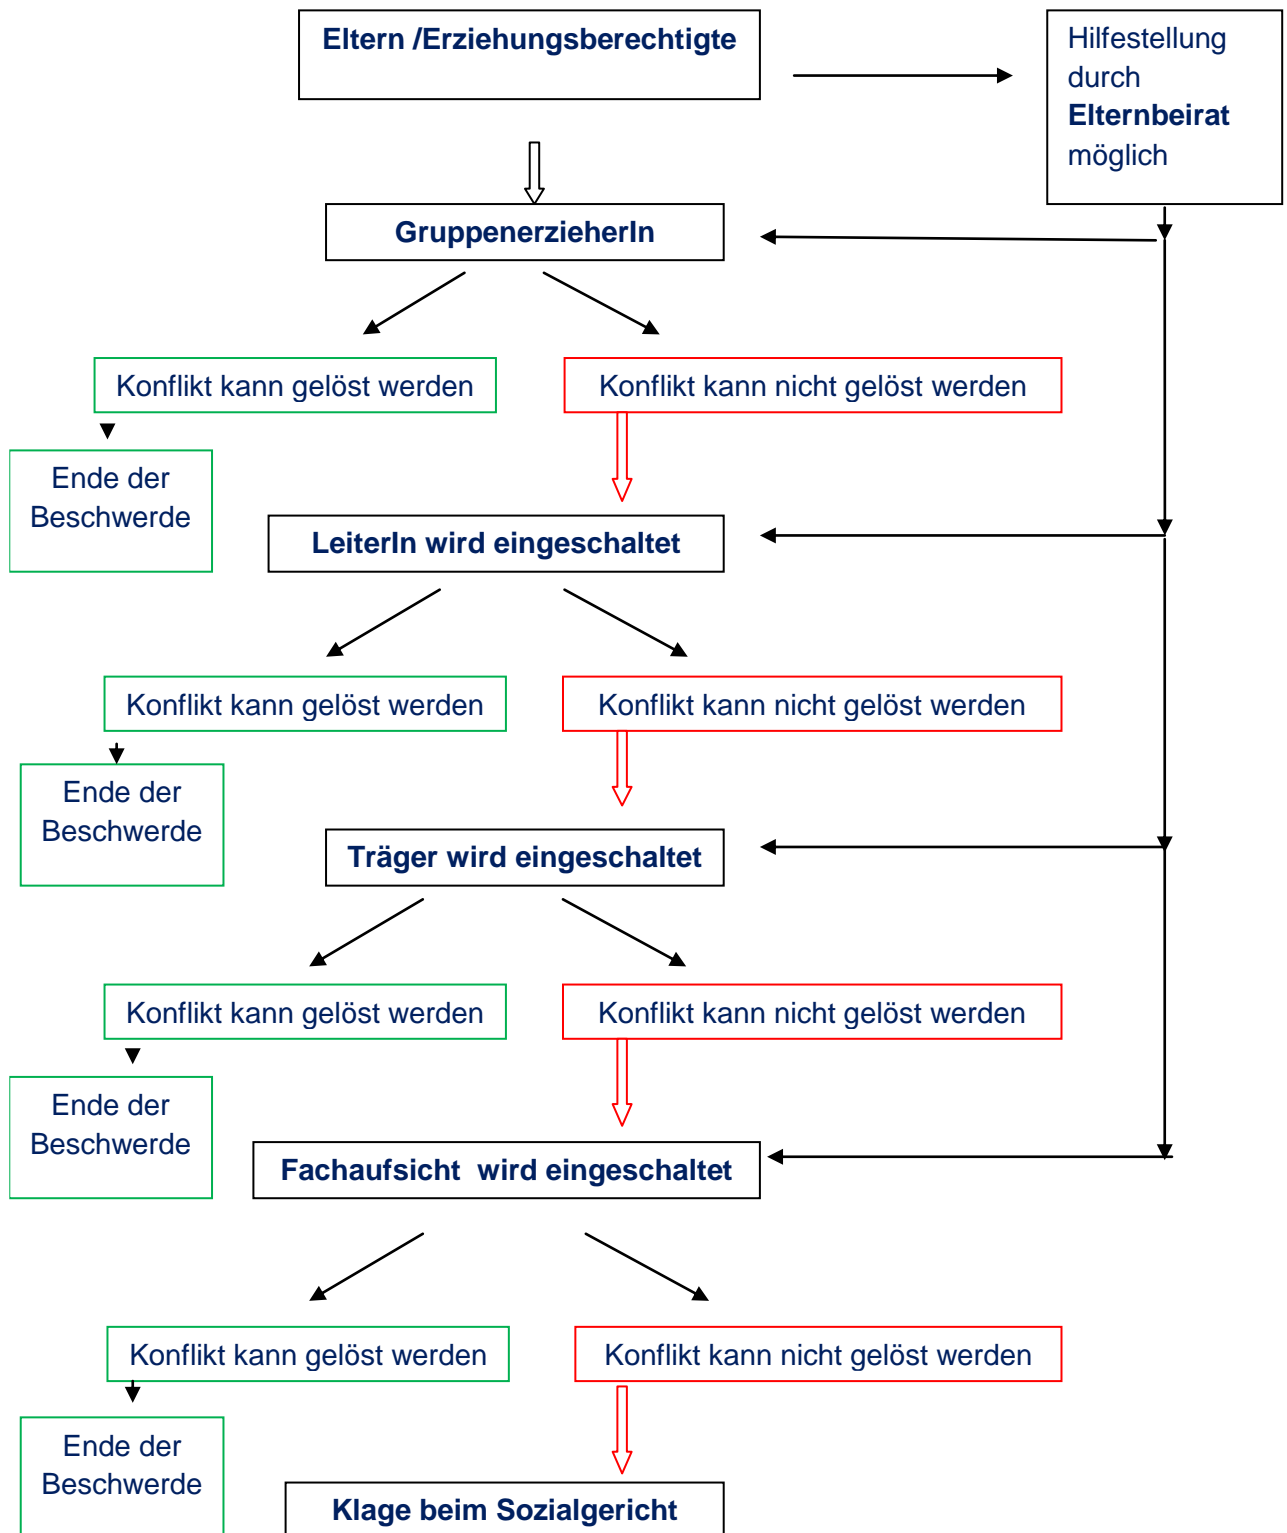 Eltern /Erziehungsberechtigte
Hilfestellung
durch
Elternbeirat
möglich
GruppenerzieherIn
Konflikt kann gelöst werden
Konflikt kann nicht gelöst werden
Ende der
Beschwerde
LeiterIn wird eingeschaltet
Konflikt kann gelöst werden
Konflikt kann nicht gelöst werden
Ende der
Beschwerde
Träger wird eingeschaltet
Konflikt kann gelöst werden
Konflikt kann nicht gelöst werden
Ende der
Beschwerde
Fachaufsicht  wird eingeschaltet
Konflikt kann gelöst werden
Konflikt kann nicht gelöst werden
Ende der
Beschwerde
Klage beim Sozialgericht